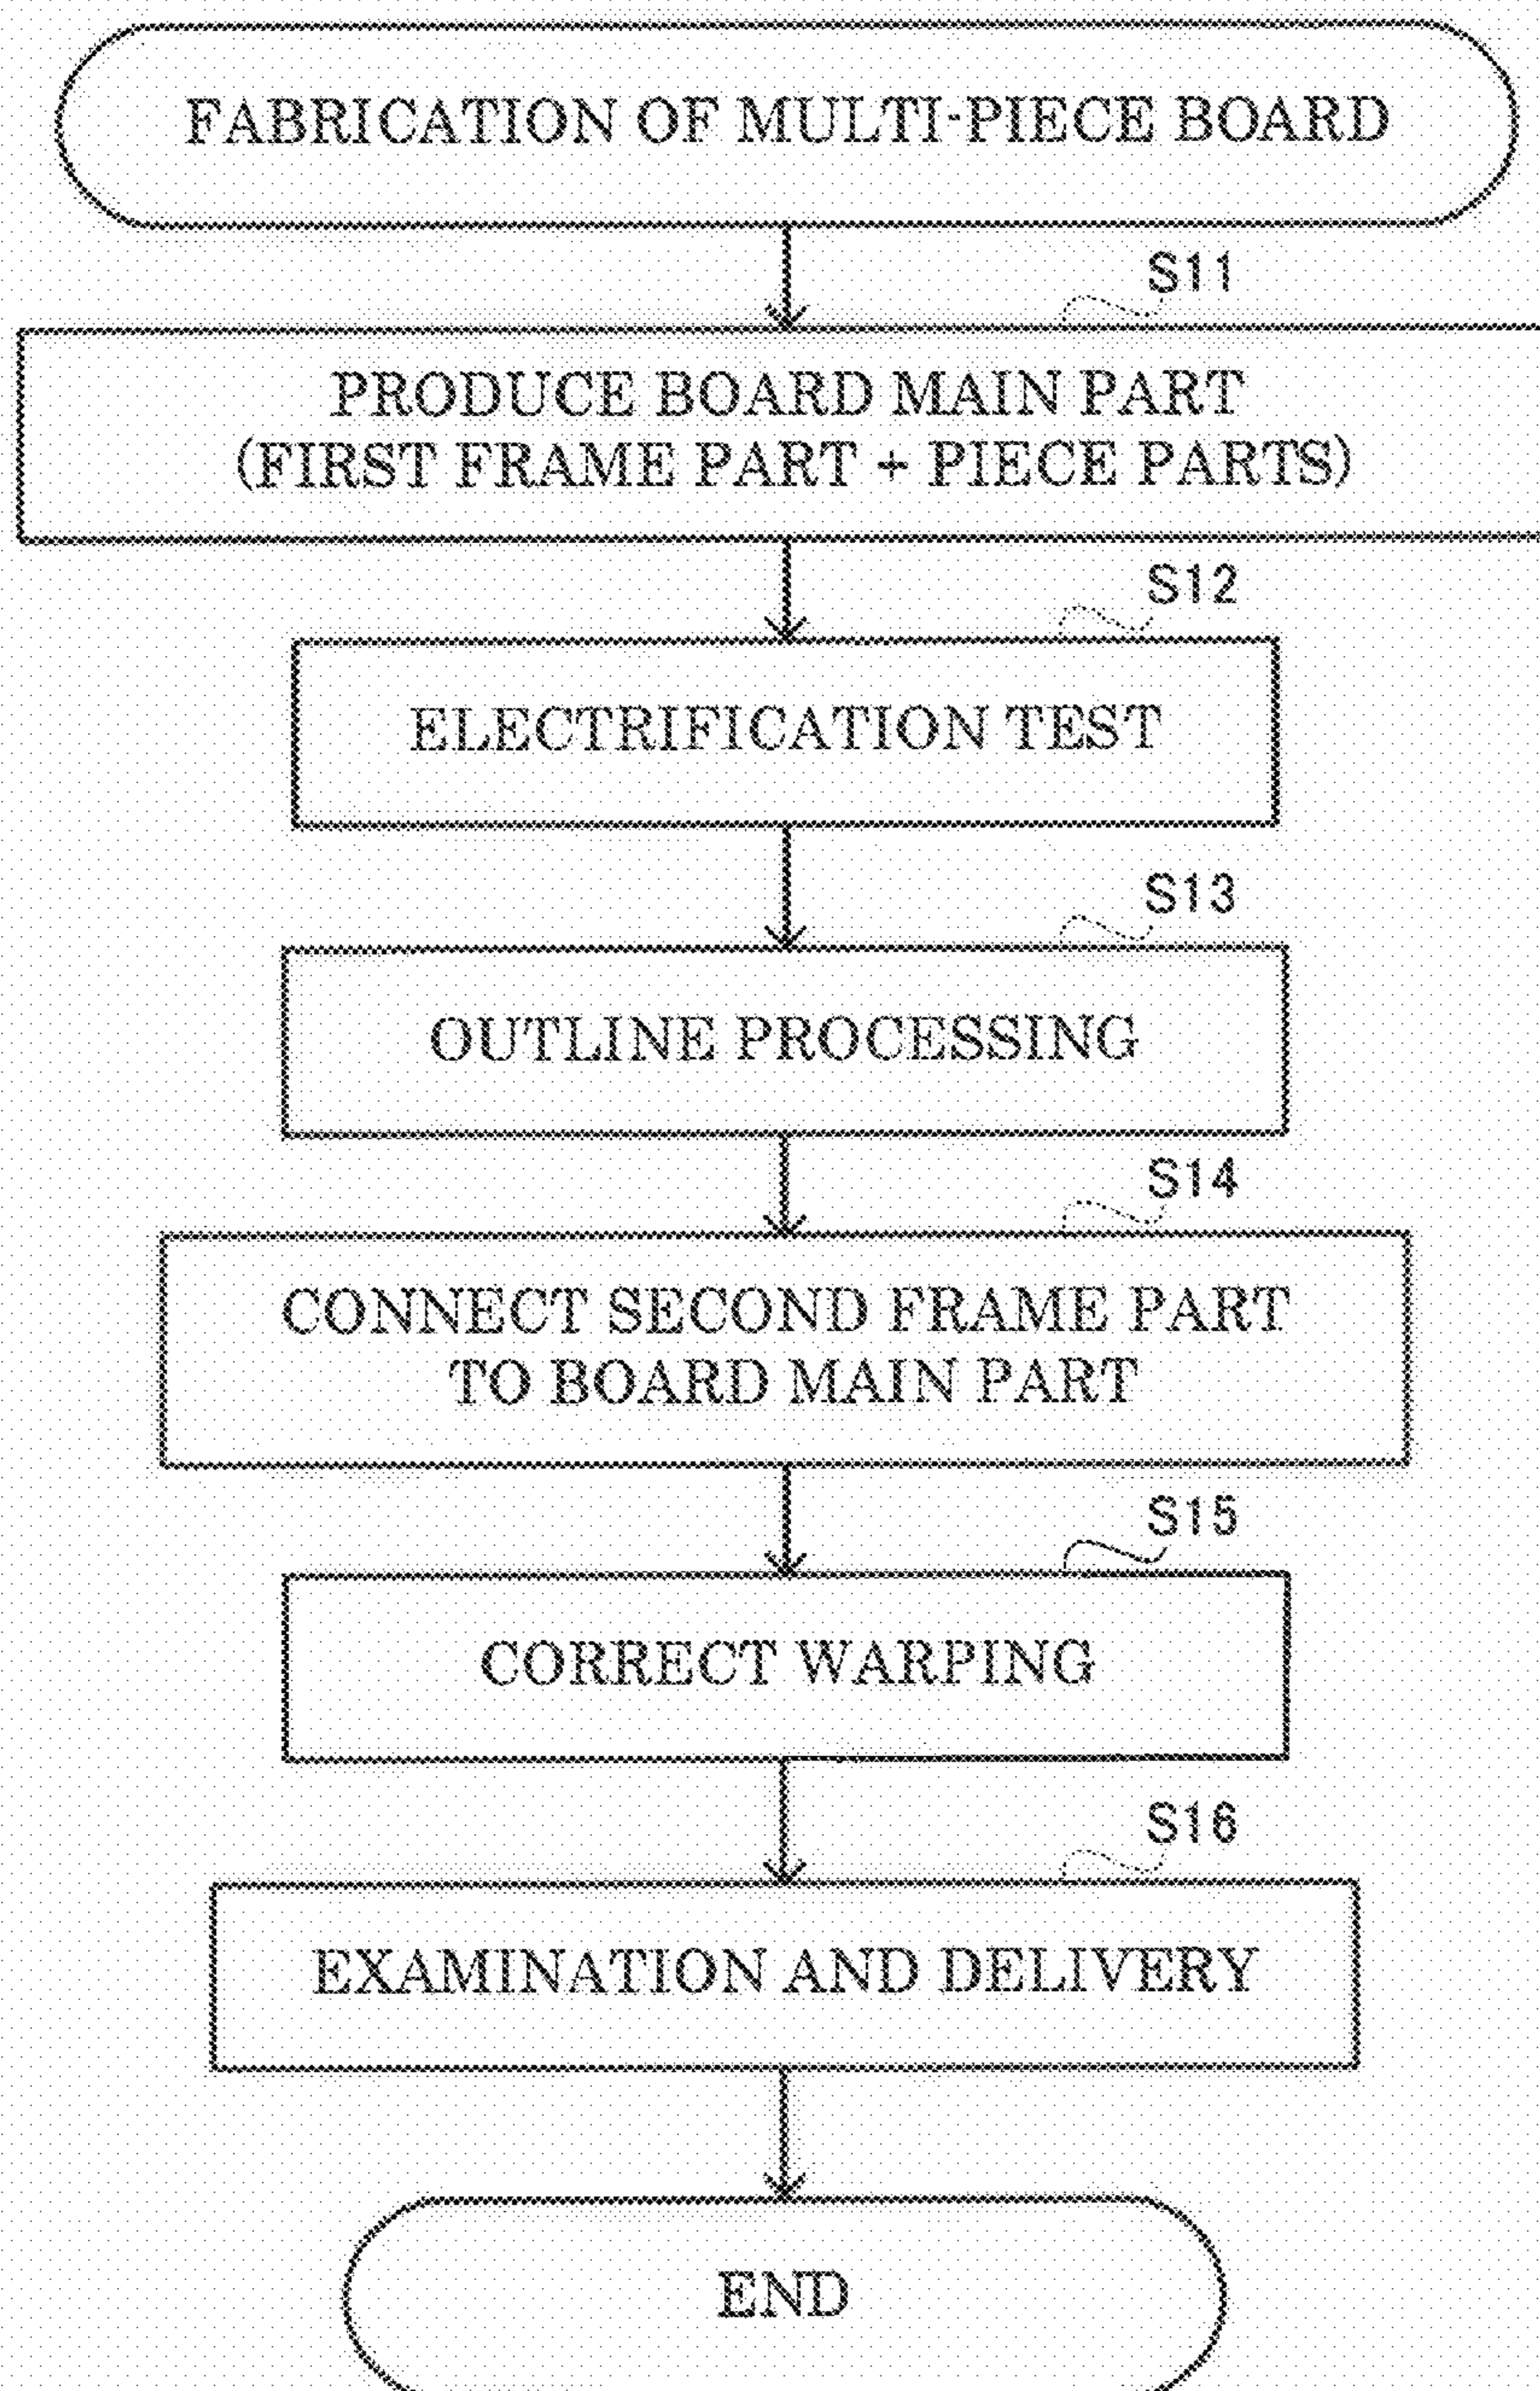 FABRICATION OF MULTI-PIECE BOARD
S11
PRODUCE BOARD MAIN PART
(FIRST FRAME PART + PIECE PARTS)
S12
ELECTRIFICATION TEST
S13
OUTLINE PROCESSING
S14
CONNECT SECOND FRAME PART
TO BOARD MAIN PART
S15
CORRECT WARPING
S16
EXAMINATION AND DELIVERY
END